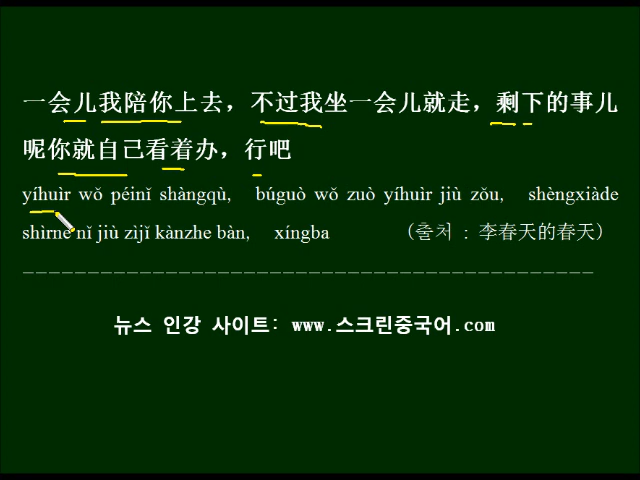 一会儿我陪你上去，不过我坐一会儿就走，剩下的事儿
呢你就自己看着办，行吧
yíhuìr wǒ péinǐ shàngqù, búguò wǒ zuò yíhuìr jiù zǒu, shèngxiàde
shìrne nǐ jiù zìjǐ kànzhe bàn, xíngba (출처 : 李春天的春天)
뉴스 인강 사이트: www.스크린중국어.com